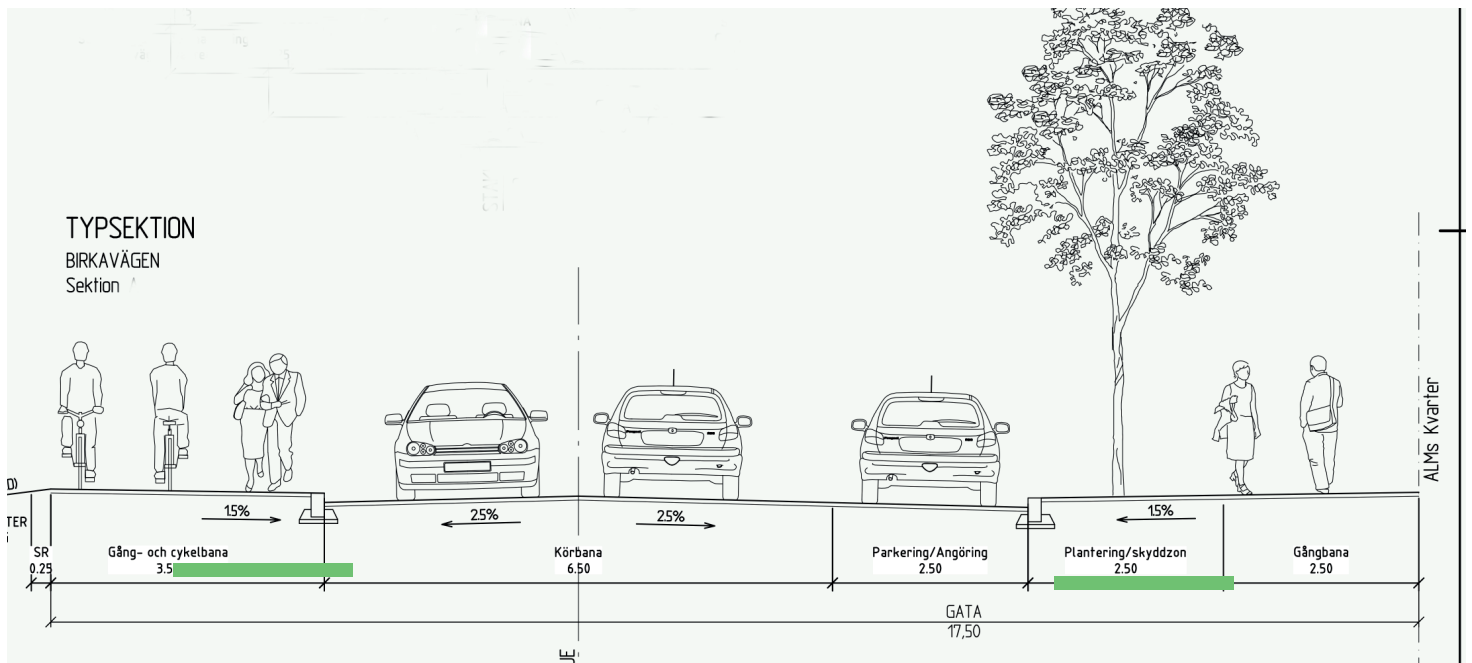 TYPSEKTION
BIRKAVÄGEN
Sektion
ALMs Kvarter
D)
TER
1.5%
2.5%
2.5%
1.5%
SR
0.25
Gång- och cykelbana
3.5
Körbana
6.50
Parkering/Angöring
2.50
Plantering/skyddzon
2.50
Gångbana
2.50
GATA
17,50
JE